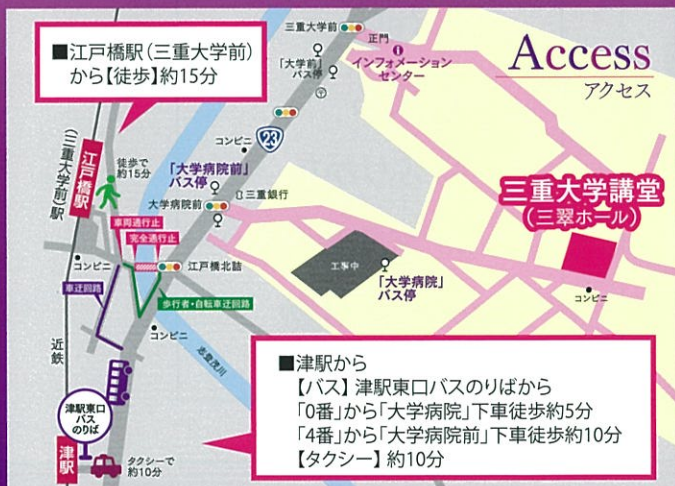 ■江戸橋駅(三重大学前)
から【徒歩】約15分
三重大学前
正門
「大学前」
バス停
インフォメーション
センター
Access
アクセス
コンビニ
23
江戸橋駅
(三重大学前)駅
徒歩で
約15分
「大学病院前」
バス停
三重銀行
大学病院前
三重大学講堂
(三翠ホール)
車両通行止
完全通行止
コンビニ
江戸橋北詰
工事中
「大学病院」
バス停
コンビニ
車迂回路
歩行者・自転車迂回路
コンビニ
近鉄
志登茂川
津駅東口
バス
のりば
津駅
タクシーで
約10分
■津駅から
【バス】津駅東口バスのりばから
「0番」から「大学病院」下車徒歩約5分
「4番」から「大学病院前」下車徒歩約10分
【タクシー】約10分